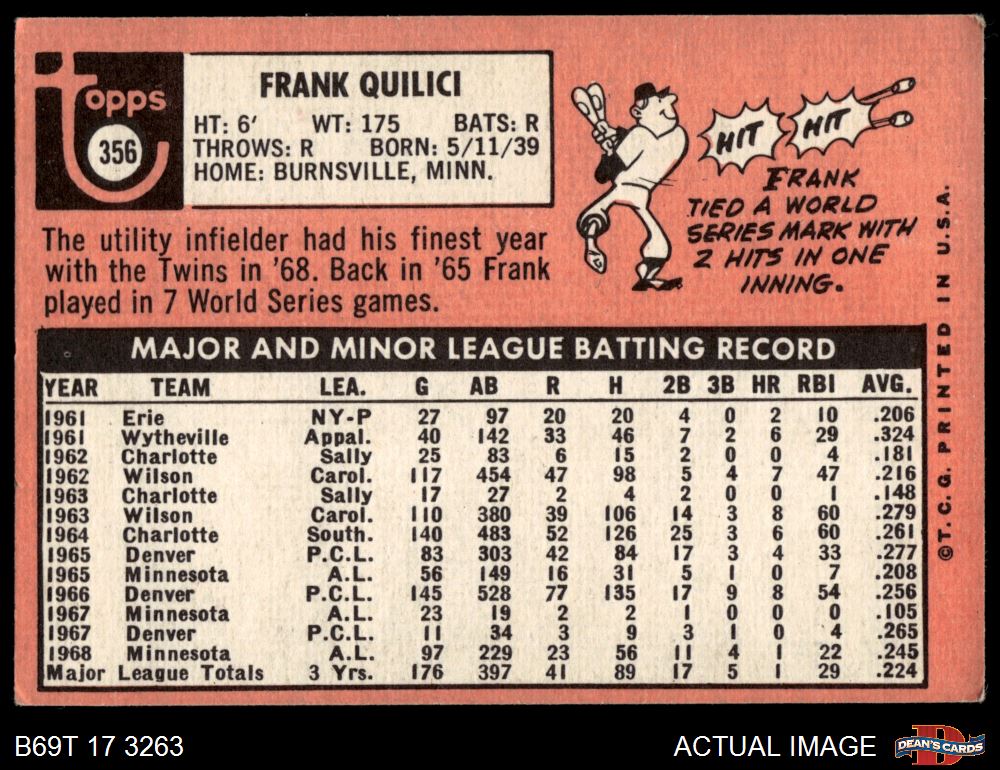 topps
356
FRANK QUILICI
HT: 6' WT: 175 BATS: R
THROWS: R BORN: 5/11/39
HOME: BURNSVILLE, MINN.
The utility infielder had his finest year
with the Twins in '68. Back in '65 Frank
played in 7 World Series games.
HIT HIT
FRANK
TIED A WORLD
SERIES MARK WITH
2 HITS IN ONE
INNING.
MAJOR AND MINOR LEAGUE BATTING RECORD
YEAR TEAM LEA. G AB R H 2B 3B HR RBI AVG.
1961 Erie NY-P 27 97 20 20 4 0 2 10 .206
1961 Wytheville Appal. 40 142 33 46 7 2 6 29 .324
1962 Charlotte Sally 25 83 6 15 2 0 0 4 .181
1962 Wilson Carol. 117 454 47 98 5 4 7 47 .216
1963 Charlotte Sally 17 27 2 4 2 0 0 1 .148
1963 Wilson Carol. 110 380 39 106 14 3 8 60 .279
1964 Charlotte South. 140 483 52 126 25 3 6 60 .261
1965 Denver P.C.L. 83 303 42 84 17 3 4 33 .277
1965 Minnesota A.L. 56 149 16 31 5 1 0 7 .208
1966 Denver P.C.L. 145 528 77 135 17 9 8 54 .256
1967 Minnesota A.L. 23 19 2 2 1 0 0 0 .105
1967 Denver P.C.L. 11 34 3 9 3 1 0 4 .265
1968 Minnesota A.L. 97 229 23 56 11 4 1 22 .245
Major League Totals 3 Yrs. 176 397 41 89 17 5 1 29 .224
© T. C. G. PRINTED IN U.S.A.
B69T 17 3263
ACTUAL IMAGE
D
DEAN'S CARDS